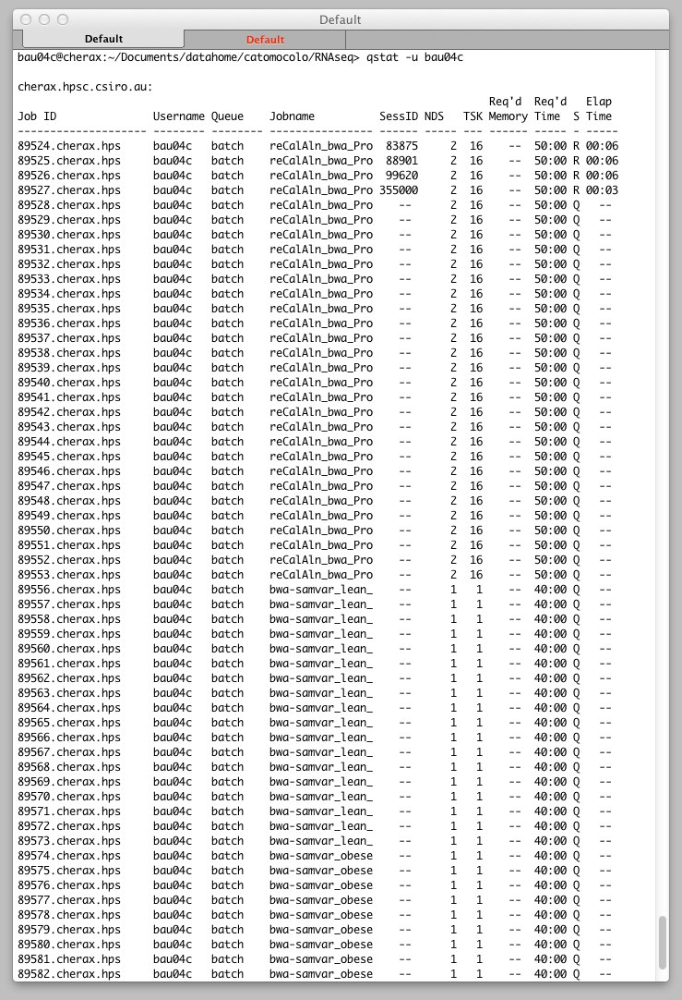 Default
Default Default
bau04c@cherax:~/Documents/datahome/catomocolo/RNAseq> qstat -u bau04c
cherax.hpsc.csiro.au:
Req'd Req'd Elap
Job ID Username Queue Jobname SessID NDS TSK Memory Time S Time
------------------- -------- -------- ---------------- ------ --- --- ------ ----- - -----
89524.cherax.hps bau04c batch reCalAln_bwa_Pro 83875 2 16 -- 50:00 R 00:06
89525.cherax.hps bau04c batch reCalAln_bwa_Pro 88901 2 16 -- 50:00 R 00:06
89526.cherax.hps bau04c batch reCalAln_bwa_Pro 99620 2 16 -- 50:00 R 00:06
89527.cherax.hps bau04c batch reCalAln_bwa_Pro 355000 2 16 -- 50:00 R 00:03
89528.cherax.hps bau04c batch reCalAln_bwa_Pro -- 2 16 -- 50:00 Q --
89529.cherax.hps bau04c batch reCalAln_bwa_Pro -- 2 16 -- 50:00 Q --
89530.cherax.hps bau04c batch reCalAln_bwa_Pro -- 2 16 -- 50:00 Q --
89531.cherax.hps bau04c batch reCalAln_bwa_Pro -- 2 16 -- 50:00 Q --
89532.cherax.hps bau04c batch reCalAln_bwa_Pro -- 2 16 -- 50:00 Q --
89533.cherax.hps bau04c batch reCalAln_bwa_Pro -- 2 16 -- 50:00 Q --
89534.cherax.hps bau04c batch reCalAln_bwa_Pro -- 2 16 -- 50:00 Q --
89535.cherax.hps bau04c batch reCalAln_bwa_Pro -- 2 16 -- 50:00 Q --
89536.cherax.hps bau04c batch reCalAln_bwa_Pro -- 2 16 -- 50:00 Q --
89537.cherax.hps bau04c batch reCalAln_bwa_Pro -- 2 16 -- 50:00 Q --
89538.cherax.hps bau04c batch reCalAln_bwa_Pro -- 2 16 -- 50:00 Q --
89539.cherax.hps bau04c batch reCalAln_bwa_Pro -- 2 16 -- 50:00 Q --
89540.cherax.hps bau04c batch reCalAln_bwa_Pro -- 2 16 -- 50:00 Q --
89541.cherax.hps bau04c batch reCalAln_bwa_Pro -- 2 16 -- 50:00 Q --
89542.cherax.hps bau04c batch reCalAln_bwa_Pro -- 2 16 -- 50:00 Q --
89543.cherax.hps bau04c batch reCalAln_bwa_Pro -- 2 16 -- 50:00 Q --
89544.cherax.hps bau04c batch reCalAln_bwa_Pro -- 2 16 -- 50:00 Q --
89545.cherax.hps bau04c batch reCalAln_bwa_Pro -- 2 16 -- 50:00 Q --
89546.cherax.hps bau04c batch reCalAln_bwa_Pro -- 2 16 -- 50:00 Q --
89547.cherax.hps bau04c batch reCalAln_bwa_Pro -- 2 16 -- 50:00 Q --
89548.cherax.hps bau04c batch reCalAln_bwa_Pro -- 2 16 -- 50:00 Q --
89549.cherax.hps bau04c batch reCalAln_bwa_Pro -- 2 16 -- 50:00 Q --
89550.cherax.hps bau04c batch reCalAln_bwa_Pro -- 2 16 -- 50:00 Q --
89551.cherax.hps bau04c batch reCalAln_bwa_Pro -- 2 16 -- 50:00 Q --
89552.cherax.hps bau04c batch reCalAln_bwa_Pro -- 2 16 -- 50:00 Q --
89553.cherax.hps bau04c batch reCalAln_bwa_Pro -- 2 16 -- 50:00 Q --
89556.cherax.hps bau04c batch bwa-samvar_lean_ -- 1 1 -- 40:00 Q --
89557.cherax.hps bau04c batch bwa-samvar_lean_ -- 1 1 -- 40:00 Q --
89558.cherax.hps bau04c batch bwa-samvar_lean_ -- 1 1 -- 40:00 Q --
89559.cherax.hps bau04c batch bwa-samvar_lean_ -- 1 1 -- 40:00 Q --
89560.cherax.hps bau04c batch bwa-samvar_lean_ -- 1 1 -- 40:00 Q --
89561.cherax.hps bau04c batch bwa-samvar_lean_ -- 1 1 -- 40:00 Q --
89562.cherax.hps bau04c batch bwa-samvar_lean_ -- 1 1 -- 40:00 Q --
89563.cherax.hps bau04c batch bwa-samvar_lean_ -- 1 1 -- 40:00 Q --
89564.cherax.hps bau04c batch bwa-samvar_lean_ -- 1 1 -- 40:00 Q --
89565.cherax.hps bau04c batch bwa-samvar_lean_ -- 1 1 -- 40:00 Q --
89566.cherax.hps bau04c batch bwa-samvar_lean_ -- 1 1 -- 40:00 Q --
89567.cherax.hps bau04c batch bwa-samvar_lean_ -- 1 1 -- 40:00 Q --
89568.cherax.hps bau04c batch bwa-samvar_lean_ -- 1 1 -- 40:00 Q --
89569.cherax.hps bau04c batch bwa-samvar_lean_ -- 1 1 -- 40:00 Q --
89570.cherax.hps bau04c batch bwa-samvar_lean_ -- 1 1 -- 40:00 Q --
89571.cherax.hps bau04c batch bwa-samvar_lean_ -- 1 1 -- 40:00 Q --
89572.cherax.hps bau04c batch bwa-samvar_lean_ -- 1 1 -- 40:00 Q --
89573.cherax.hps bau04c batch bwa-samvar_lean_ -- 1 1 -- 40:00 Q --
89574.cherax.hps bau04c batch bwa-samvar_obese -- 1 1 -- 40:00 Q --
89575.cherax.hps bau04c batch bwa-samvar_obese -- 1 1 -- 40:00 Q --
89576.cherax.hps bau04c batch bwa-samvar_obese -- 1 1 -- 40:00 Q --
89577.cherax.hps bau04c batch bwa-samvar_obese -- 1 1 -- 40:00 Q --
89578.cherax.hps bau04c batch bwa-samvar_obese -- 1 1 -- 40:00 Q --
89579.cherax.hps bau04c batch bwa-samvar_obese -- 1 1 -- 40:00 Q --
89580.cherax.hps bau04c batch bwa-samvar_obese -- 1 1 -- 40:00 Q --
89581.cherax.hps bau04c batch bwa-samvar_obese -- 1 1 -- 40:00 Q --
89582.cherax.hps bau04c batch bwa-samvar_obese -- 1 1 -- 40:00 Q --